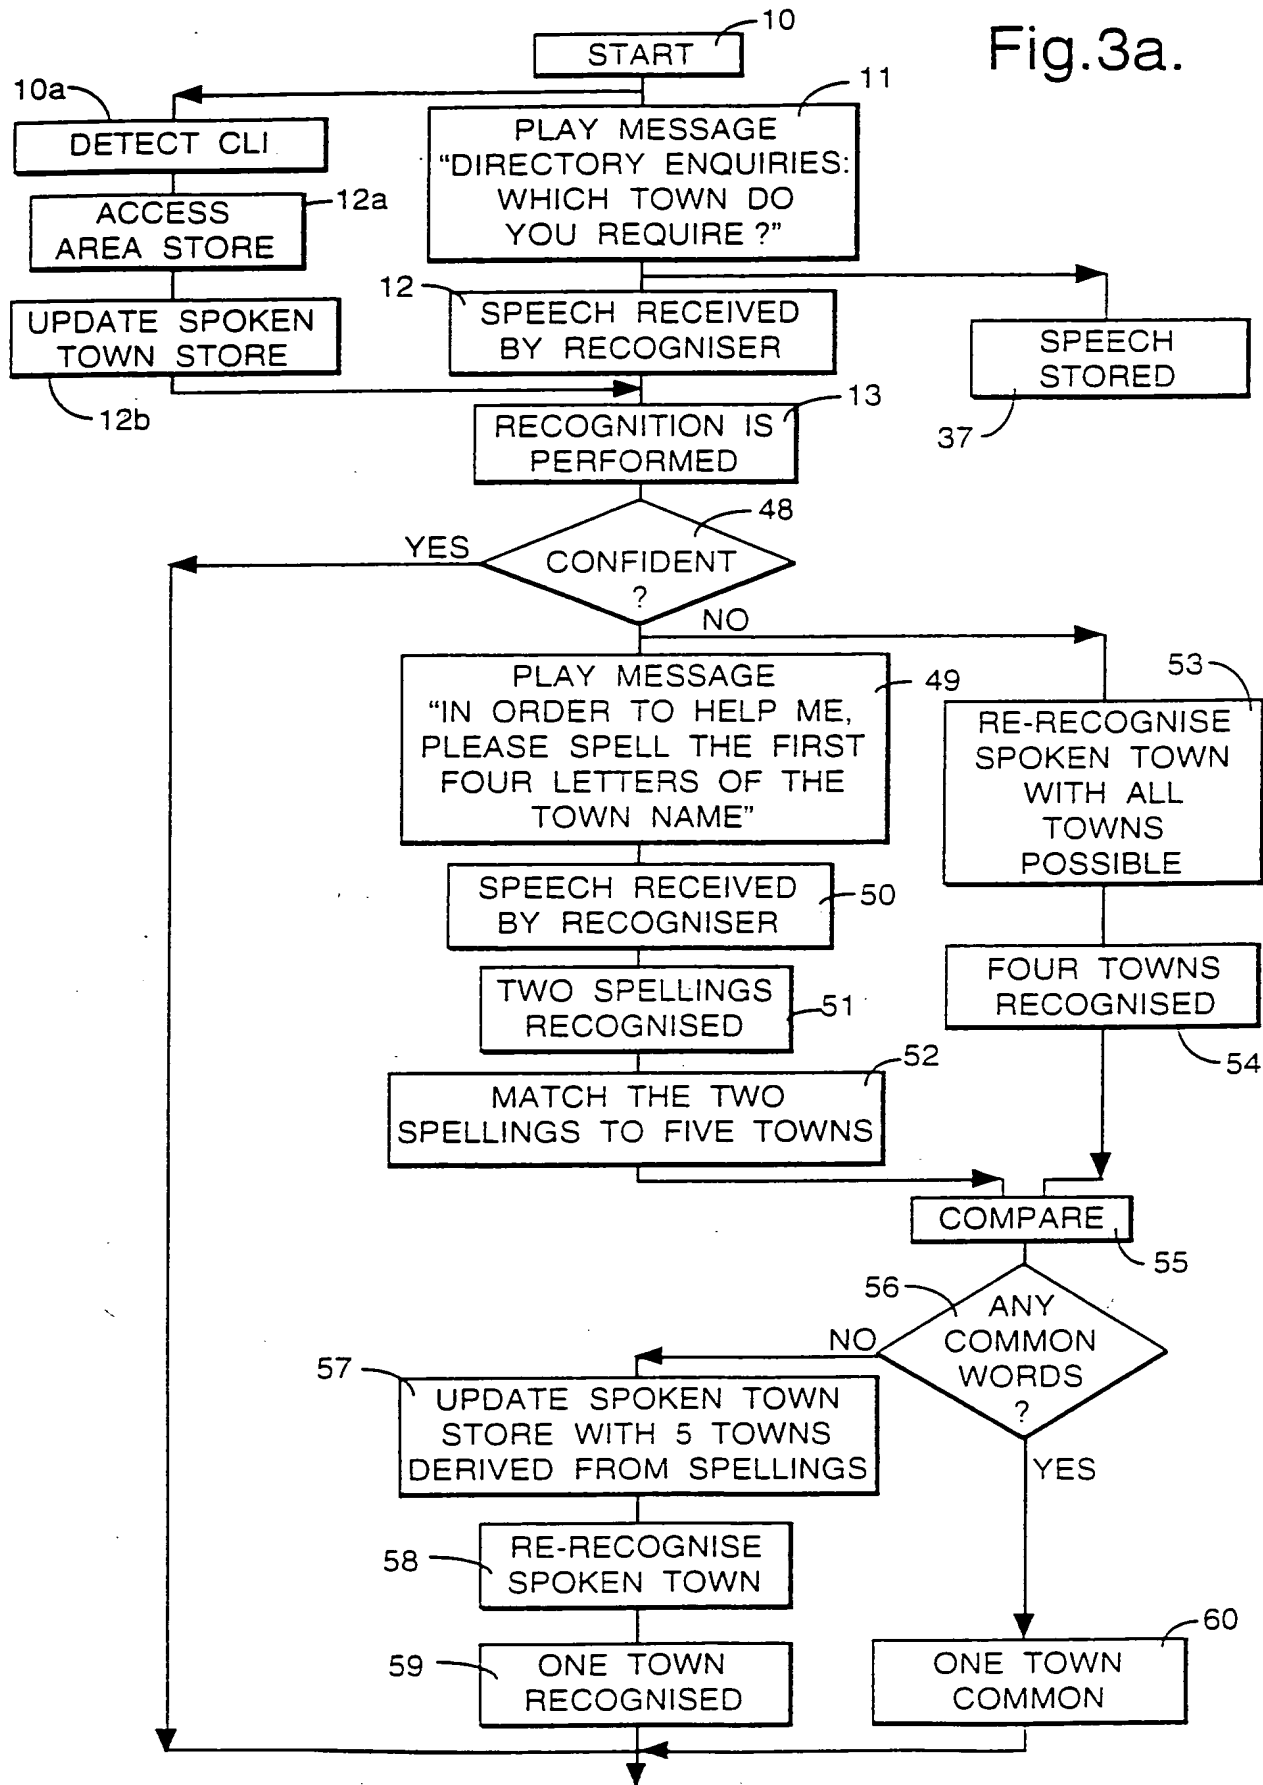 Fig.3a.
10
START
10a
DETECT CLI
11
PLAY MESSAGE
“DIRECTORY ENQUIRIES:
WHICH TOWN DO
YOU REQUIRE ?”
12a
ACCESS
AREA STORE
12
SPEECH RECEIVED
BY RECOGNISER
UPDATE SPOKEN
TOWN STORE
12b
SPEECH
STORED
37
13
RECOGNITION IS
PERFORMED
48
CONFIDENT
?
YES
NO
PLAY MESSAGE
“IN ORDER TO HELP ME,
PLEASE SPELL THE FIRST
FOUR LETTERS OF THE
TOWN NAME”
49
53
RE-RECOGNISE
SPOKEN TOWN
WITH ALL
TOWNS
POSSIBLE
SPEECH RECEIVED
BY RECOGNISER
50
TWO SPELLINGS
RECOGNISED
51
FOUR TOWNS
RECOGNISED
54
52
MATCH THE TWO
SPELLINGS TO FIVE TOWNS
COMPARE
55
56
ANY
COMMON
WORDS
?
NO
YES
57
UPDATE SPOKEN TOWN
STORE WITH 5 TOWNS
DERIVED FROM SPELLINGS
58
RE-RECOGNISE
SPOKEN TOWN
59
ONE TOWN
RECOGNISED
60
ONE TOWN
COMMON